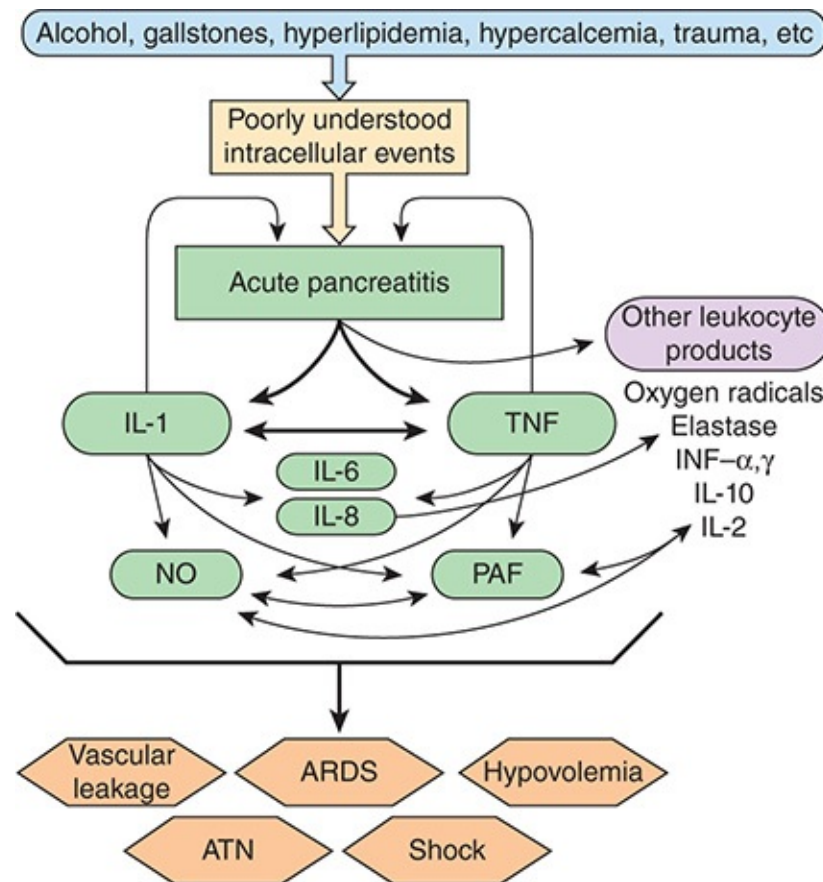 Alcohol, gallstones, hyperlipidemia, hypercalcemia, trauma, etc
Poorly understood
intracellular events
Acute pancreatitis
Other leukocyte
products
Oxygen radicals
Elastase
INF–α,γ
IL-10
IL-2
IL-1
TNF
IL-6
IL-8
NO
PAF
Vascular
leakage
ARDS
Hypovolemia
ATN
Shock